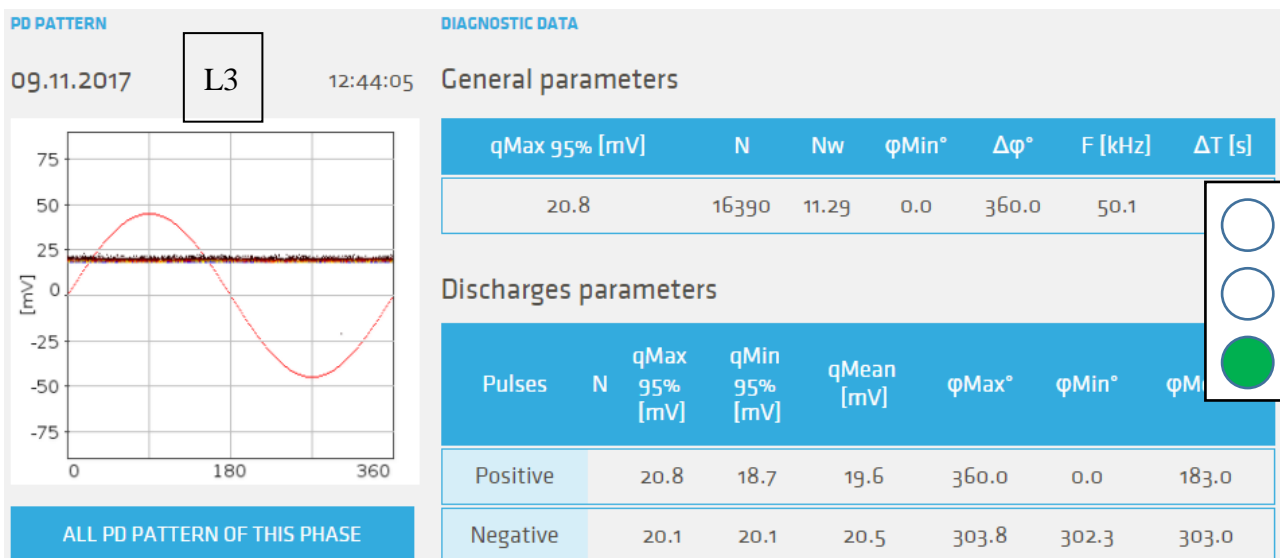 PD PATTERN
09.11.2017 L3 12:44:05
75
50
25
0
-25
-50
-75
[mV]
0 180 360
ALL PD PATTERN OF THIS PHASE
DIAGNOSTIC DATA
General parameters
qMax 95% [mV] N Nw φMin° Δφ° F [kHz] ΔT [s]
20.8 16390 11.29 0.0 360.0 50.1
Discharges parameters
Pulses N qMax 95% [mV] qMin 95% [mV] qMean [mV] φMax° φMin°
Positive 20.8 18.7 19.6 360.0 0.0 183.0
Negative 20.1 20.1 20.5 303.8 302.3 303.0